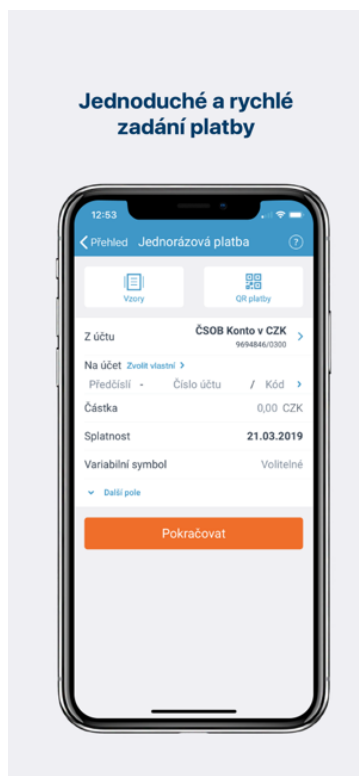 Jednoduché a rychlé
zadání platby
12:53
Přehled Jednorázová platba ?
Vzory QR platby
Z účtu ČSOB Konto v CZK
9694846/0300
Na účet Zvolit vlastní
Předčíslí - Číslo účtu / Kód
Částka 0,00 CZK
Splatnost 21.03.2019
Variabilní symbol Volitelné
Další pole
Pokračovat